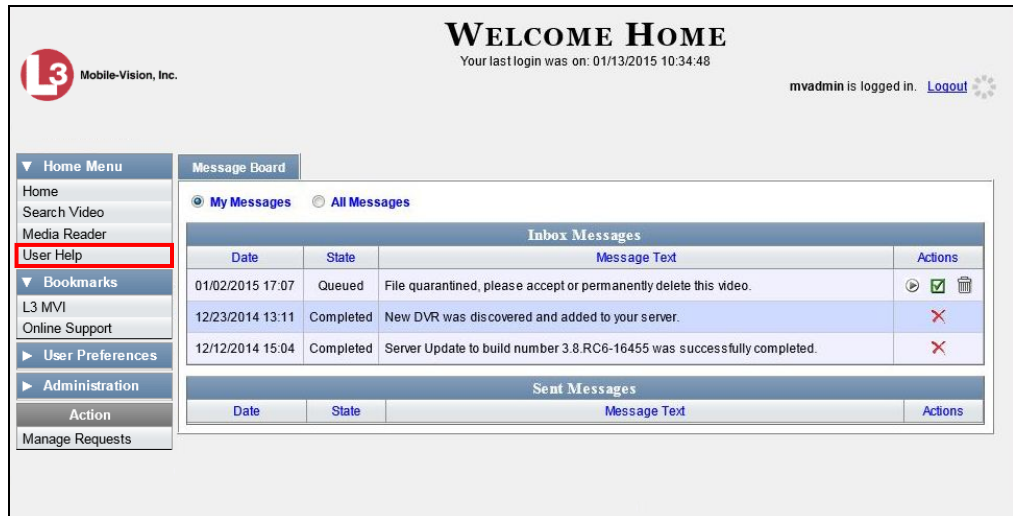 WELCOME HOME
Your last login was on: 01/13/2015 10:34:48
L3 Mobile-Vision, Inc.
mvadmin is logged in. Logout
▼ Home Menu
Home
Search Video
Media Reader
User Help
▼ Bookmarks
L3 MVI
Online Support
▶ User Preferences
▶ Administration
Action
Manage Requests
Message Board
My Messages All Messages
Inbox Messages
Date State Message Text Actions
01/02/2015 17:07 Queued File quarantined, please accept or permanently delete this video.
12/23/2014 13:11 Completed New DVR was discovered and added to your server.
12/12/2014 15:04 Completed Server Update to build number 3.8.RC6-16455 was successfully completed.
Sent Messages
Date State Message Text Actions